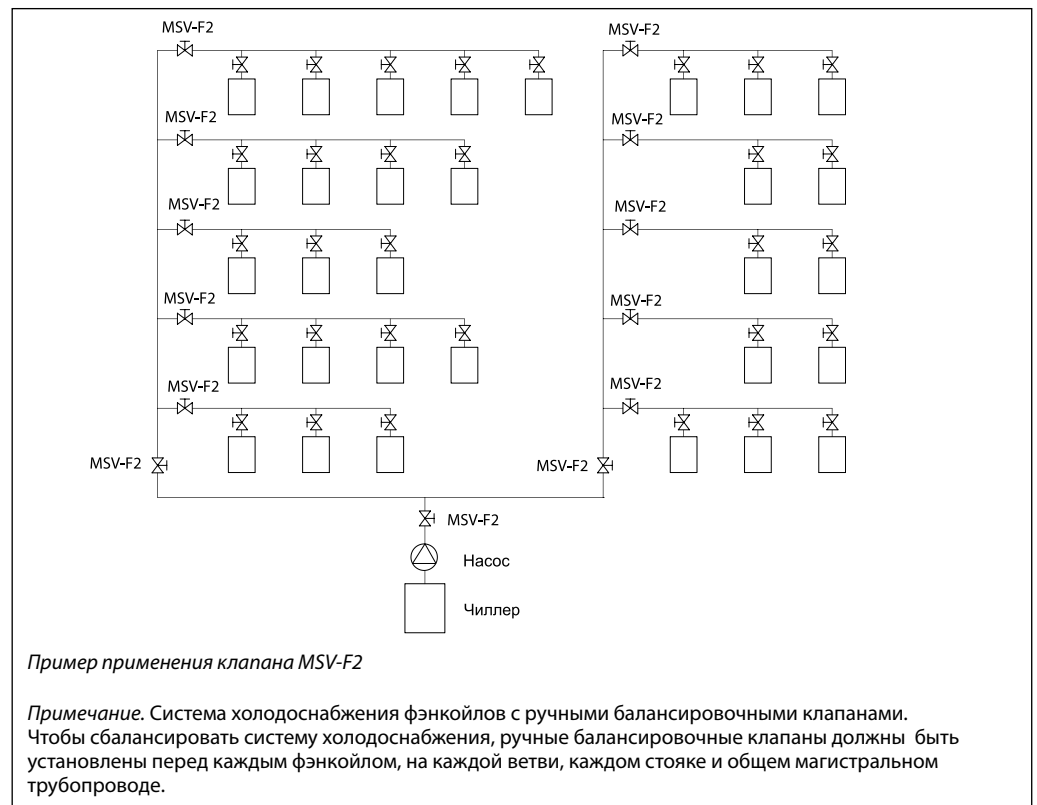 MSV-F2
MSV-F2
MSV-F2
MSV-F2
MSV-F2
MSV-F2
MSV-F2
MSV-F2
MSV-F2
MSV-F2
MSV-F2
MSV-F2
MSV-F2
Насос
Чиллер
Пример применения клапана MSV-F2
Примечание. Система холодоснабжения фэнкойлов с ручными балансировочными клапанами.
Чтобы сбалансировать систему холодоснабжения, ручные балансировочные клапаны должны быть
установлены перед каждым фэнкойлом, на каждой ветви, каждом стояке и общем магистральном
трубопроводе.